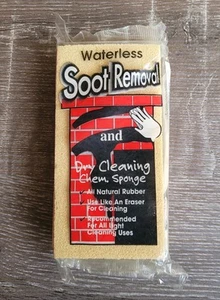 Waterless
Soot Removal
and
Dry Cleaning
Chem. Sponge
All Natural Rubber
Use Like An Eraser
For Cleaning
Recommended
For All Light
Cleaning Uses